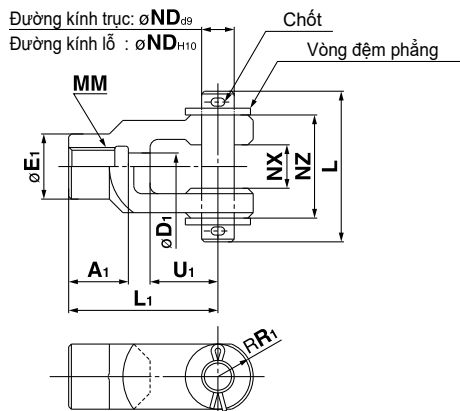 Đường kính trục: øNDd9
Đường kính lỗ : øNDH10
Chốt
Vòng đệm phẳng
MM
øE1
øD1
NX
NZ
L
A1
U1
L1
RR1